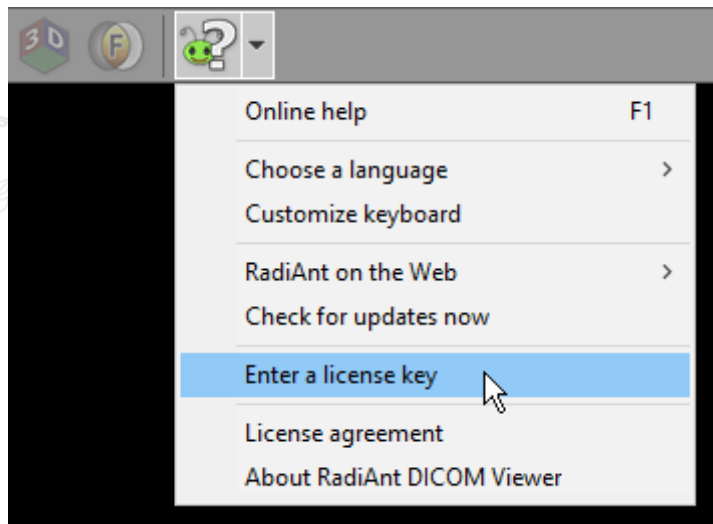 3D F ?
Online help F1
Choose a language >
Customize keyboard
RadiAnt on the Web >
Check for updates now
Enter a license key
License agreement
About RadiAnt DICOM Viewer